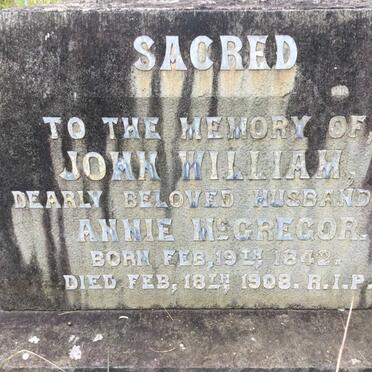 SACRED
TO THE MEMORY OF,
JOHN WILLIAM,
DEARLY BELOVED HUSBAND
ANNIE McGREGOR.
BORN FEB, 19TH 1842.
DIED FEB, 18TH 1908. R.I.P.